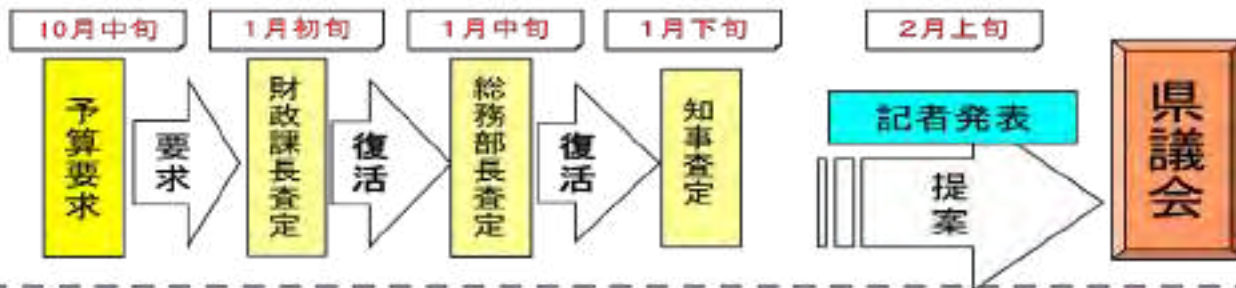 10月中旬
1月初旬
1月中旬
1月下旬
2月上旬
予算要求
要求
財政課長査定
復活
総務部長査定
復活
知事査定
記者発表
提案
県議会